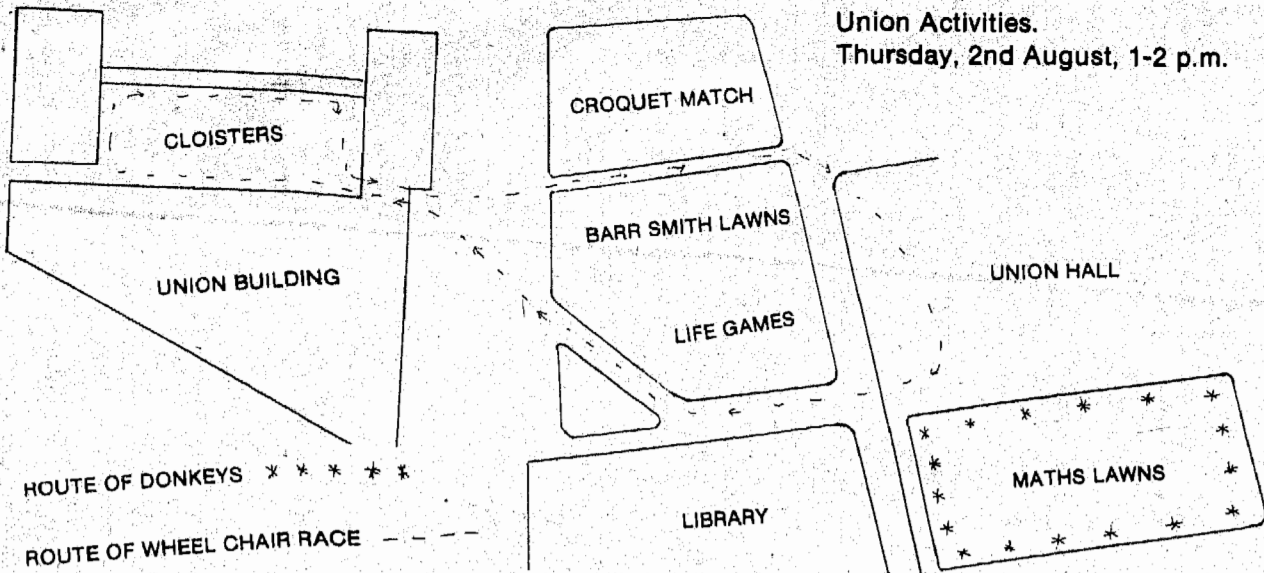 Union Activities.
Thursday, 2nd August, 1-2 p.m.
CROQUET MATCH
CLOISTERS
BARR SMITH LAWNS
UNION BUILDING
UNION HALL
LIFE GAMES
MATHS LAWNS
ROUTE OF DONKEYS
LIBRARY
ROUTE OF WHEEL CHAIR RACE